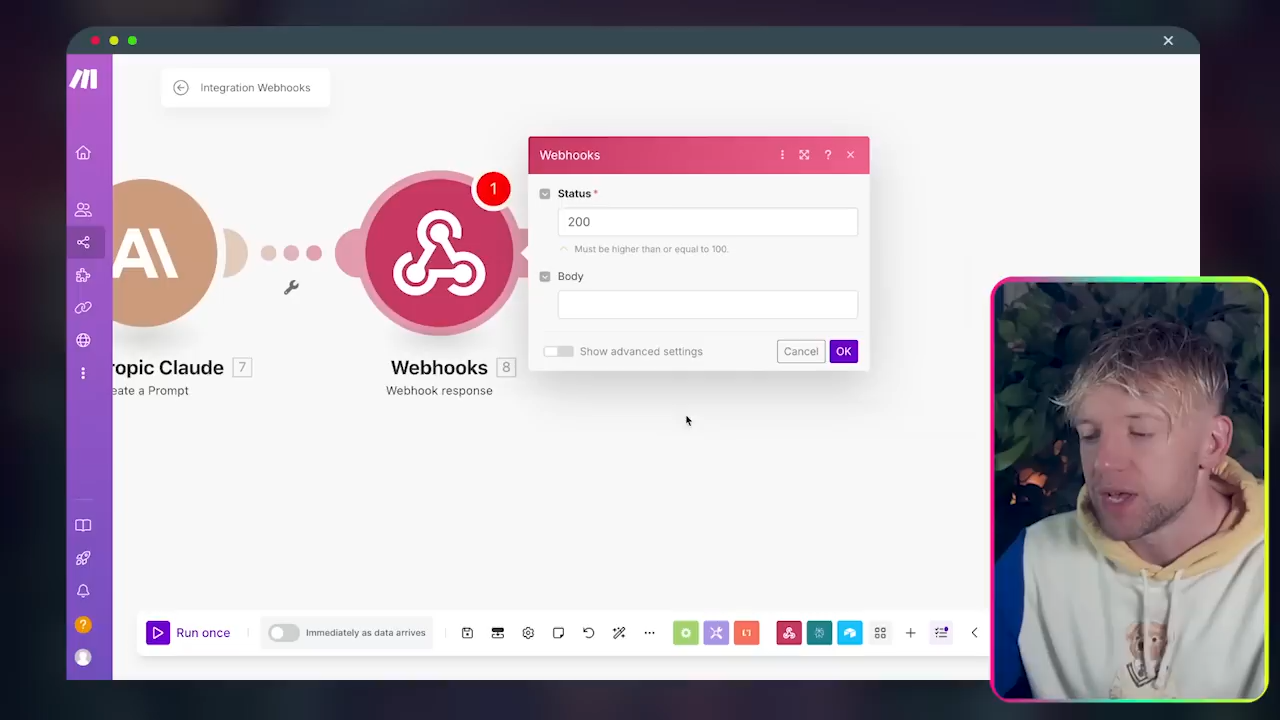 Integration Webhooks
Webhooks
Status *
200
Must be higher than or equal to 100.
Body
Show advanced settings
Cancel
OK
1
ropic Claude 7
eate a Prompt
Webhooks 8
Webhook response
Run once
Immediately as data arrives